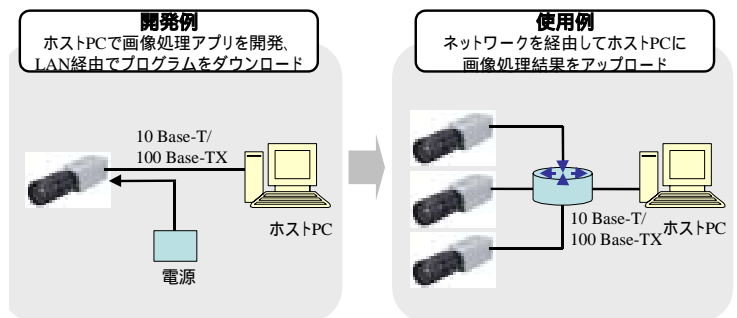 開発例
ホストPCで画像処理アプリを開発、
LAN経由でプログラムをダウンロード
10 Base-T/
100 Base-TX
ホストPC
電源
使用例
ネットワークを経由してホストPCに
画像処理結果をアップロード
10 Base-T/
100 Base-TX
ホストPC